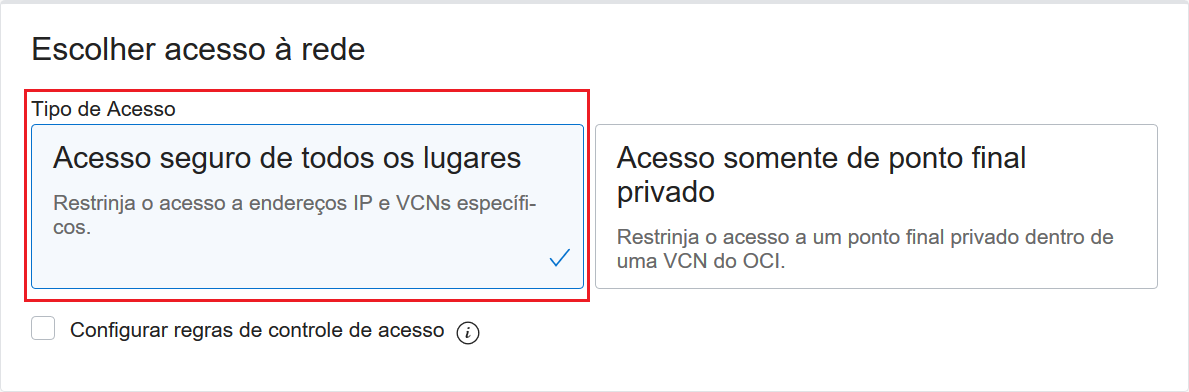 Escolher acesso à rede
Tipo de Acesso
Acesso seguro de todos os lugares
Restrinja o acesso a endereços IP e VCNs específi-
cos.
Acesso somente de ponto final
privado
Restrinja o acesso a um ponto final privado dentro de
uma VCN do OCI.
Configurar regras de controle de acesso